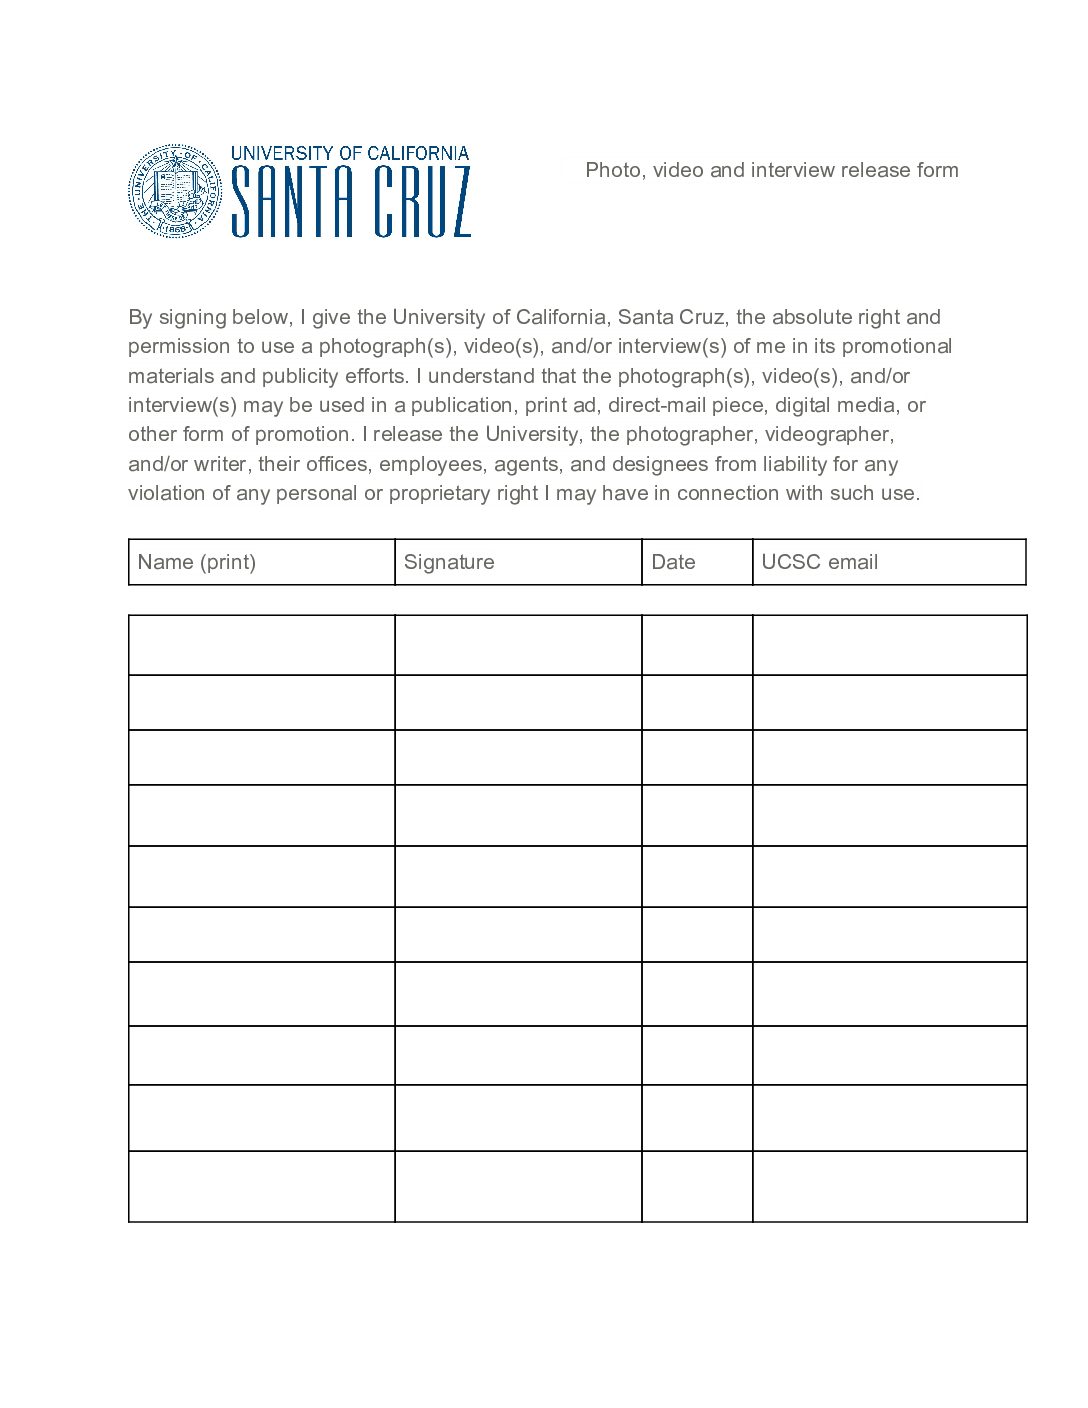 UNIVERSITY OF CALIFORNIA
SANTA CRUZ
THE · UNIVERSITY · OF · CALIFORNIA · 1868
Photo, video and interview release form
By signing below, I give the University of California, Santa Cruz, the absolute right and
permission to use a photograph(s), video(s), and/or interview(s) of me in its promotional
materials and publicity efforts. I understand that the photograph(s), video(s), and/or
interview(s) may be used in a publication, print ad, direct-mail piece, digital media, or
other form of promotion. I release the University, the photographer, videographer,
and/or writer, their offices, employees, agents, and designees from liability for any
violation of any personal or proprietary right I may have in connection with such use.
Name (print) Signature Date UCSC email